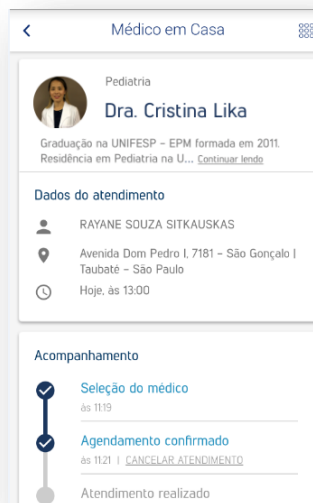 Médico em Casa
Pediatria
Dra. Cristina Lika
Graduação na UNIFESP - EPM formada em 2011.
Residência em Pediatria na U... Continuar lendo
Dados do atendimento
RAYANE SOUZA SITKAUSKAS
Avenida Dom Pedro I, 7181 - São Gonçalo |
Taubaté - São Paulo
Hoje, às 13:00
Acompanhamento
Seleção do médico
às 11:19
Agendamento confirmado
às 11:21 | CANCELAR ATENDIMENTO
Atendimento realizado